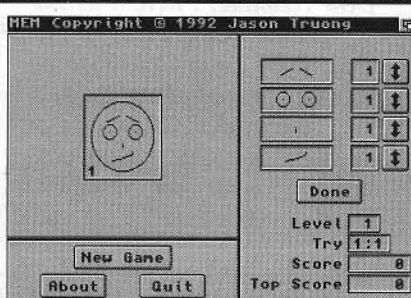 MEM Copyright © 1992 Jason Truong
1
1
1
1
1
Done
Level 1
Try 1:1
Score 0
Top Score 0
New Game
About Quit